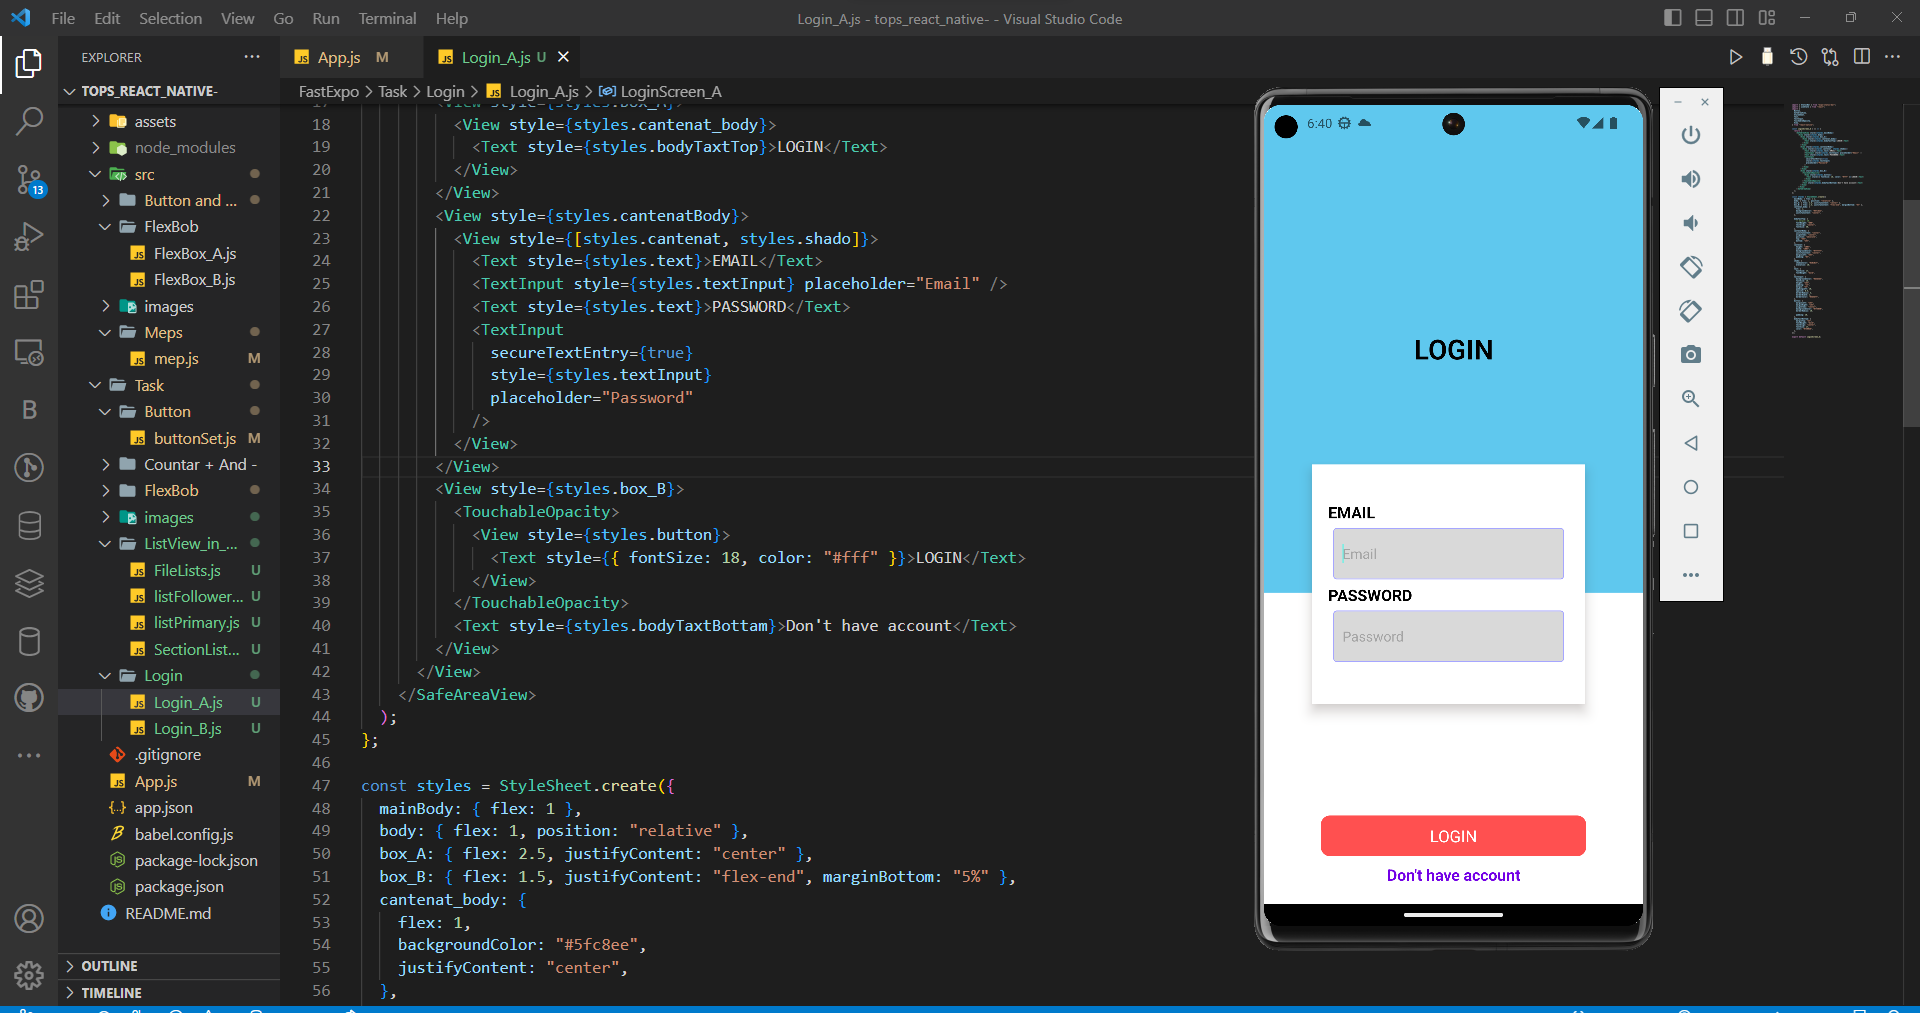 File Edit Selection View Go Run Terminal Help
Login_A.js - tops_react_native- - Visual Studio Code
EXPLORER
TOPS_REACT_NATIVE-
assets
node_modules
src
Button and ...
FlexBob
FlexBox_A.js
FlexBox_B.js
images
Meps
mep.js M
Task
Button
buttonSet.js M
Countar + And -
FlexBob
images
ListView_in_...
FileLists.js U
listFollower... U
listPrimary.js U
SectionList... U
Login
Login_A.js U
Login_B.js U
.gitignore
App.js M
app.json
babel.config.js
package-lock.json
package.json
README.md
OUTLINE
TIMELINE
13
B
App.js M
Login_A.js U
FastExpo > Task > Login > Login_A.js > LoginScreen_A
17 <View style={styles.box_A}>
18 <View style={styles.cantenat_body}>
19 <Text style={styles.bodyTaxtTop}>LOGIN</Text>
20 </View>
21 </View>
22 <View style={styles.cantenatBody}>
23 <View style={[styles.cantenat, styles.shado]}>
24 <Text style={styles.text}>EMAIL</Text>
25 <TextInput style={styles.textInput} placeholder="Email" />
26 <Text style={styles.text}>PASSWORD</Text>
27 <TextInput
28 secureTextEntry={true}
29 style={styles.textInput}
30 placeholder="Password"
31 />
32 </View>
33 </View>
34 <View style={styles.box_B}>
35 <TouchableOpacity>
36 <View style={styles.button}>
37 <Text style={{ fontSize: 18, color: "#fff" }}>LOGIN</Text>
38 </View>
39 </TouchableOpacity>
40 <Text style={styles.bodyTaxtBottam}>Don't have account</Text>
41 </View>
42 </View>
43 </SafeAreaView>
44 );
45 };
46
47 const styles = StyleSheet.create({
48 mainBody: { flex: 1 },
49 body: { flex: 1, position: "relative" },
50 box_A: { flex: 2.5, justifyContent: "center" },
51 box_B: { flex: 1.5, justifyContent: "flex-end", marginBottom: "5%" },
52 cantenat_body: {
53 flex: 1,
54 backgroundColor: "#5fc8ee",
55 justifyContent: "center",
56 },
6:40
LOGIN
EMAIL
Email
PASSWORD
Password
LOGIN
Don't have account